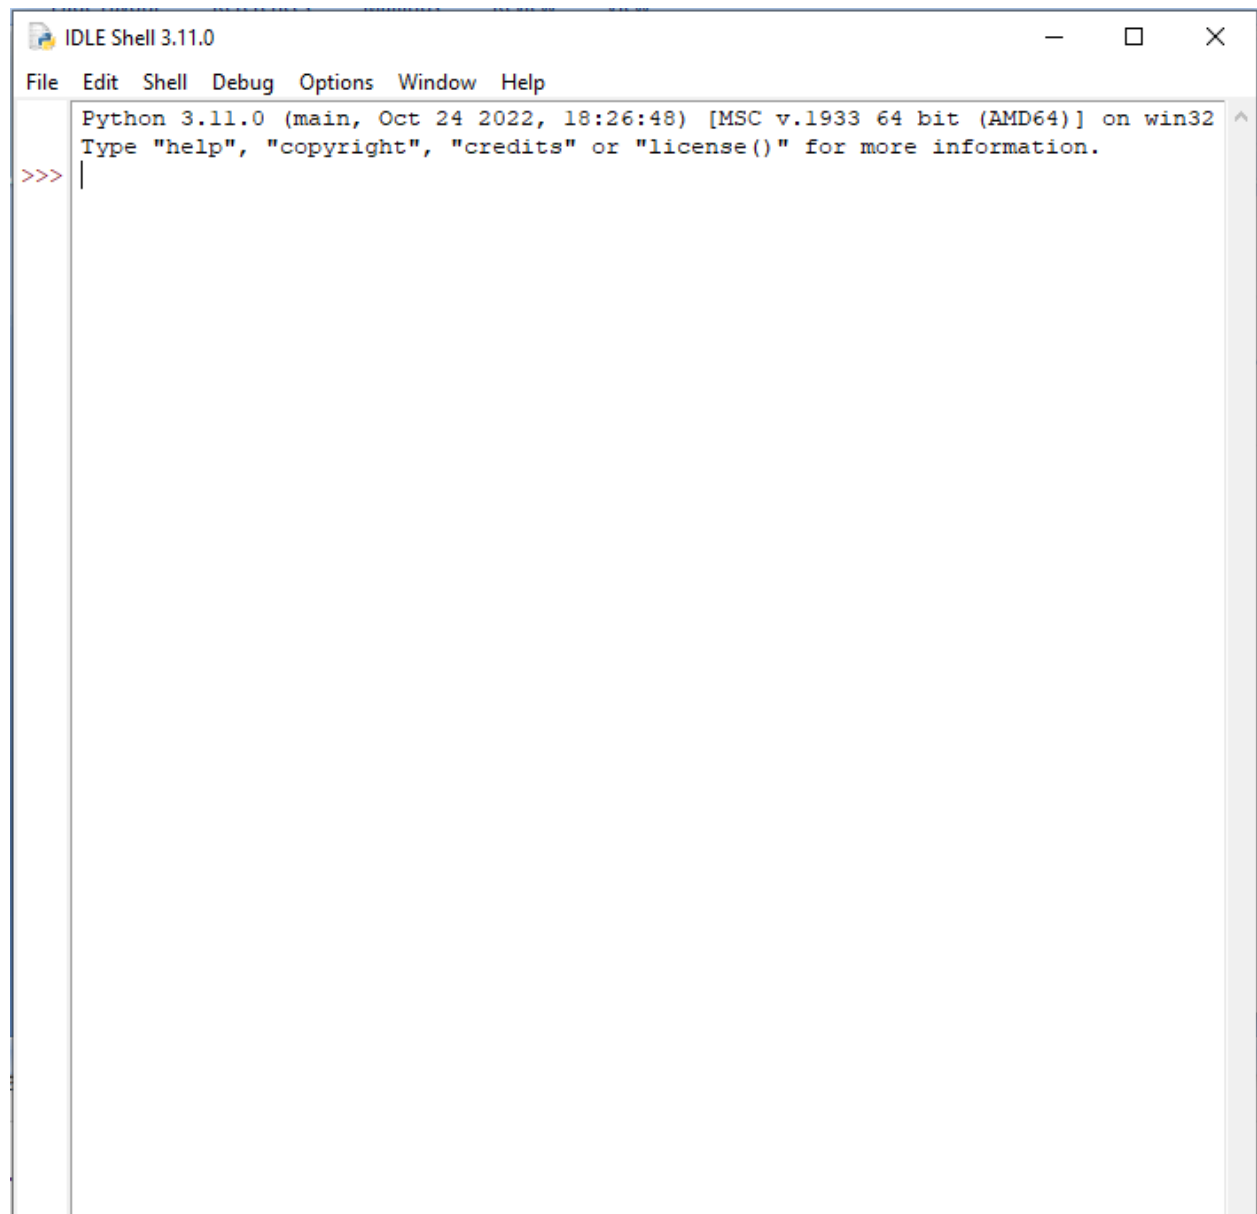 IDLE Shell 3.11.0
File Edit Shell Debug Options Window Help
Python 3.11.0 (main, Oct 24 2022, 18:26:48) [MSC v.1933 64 bit (AMD64)] on win32
Type "help", "copyright", "credits" or "license()" for more information.
>>>